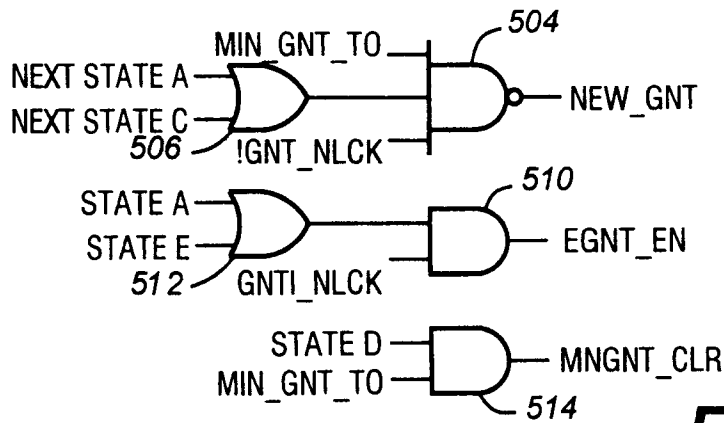 504
MIN_GNT_TO
NEXT STATE A
NEW_GNT
NEXT STATE C
506
!GNT_NLCK
510
STATE A
EGNT_EN
STATE E
512
GNTI_NLCK
STATE D
MNGNT_CLR
MIN_GNT_TO
514